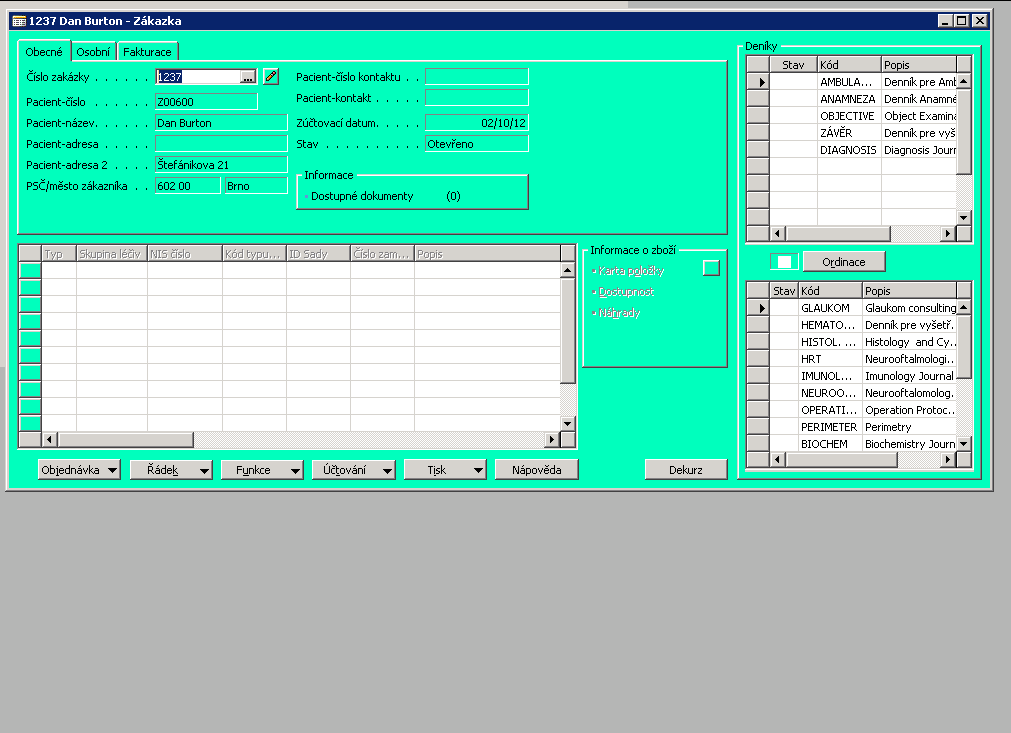 1237 Dan Burton - Zákazka
Obecné Osobní Fakturace
Číslo zakázky . . . . . . 1237 ...
Pacient-číslo . . . . . . Z00600
Pacient-název. . . . . . Dan Burton
Pacient-adresa . . . . .
Pacient-adresa 2 . . . . Štefánikova 21
PSČ/město zákazníka . . 602 00 Brno
Pacient-číslo kontaktu . .
Pacient-kontakt . . . . .
Zúčtovací datum. . . . . 02/10/12
Stav . . . . . . . . . . Otevřeno
Informace
Dostupné dokumenty (0)
Typ Skupina léčiv NIS číslo Kód typu... ID Sady Číslo zam... Popis
Informace o zboží
Karta položky
Dostupnost
Náhrady
Objednávka Řádek Funkce Účtování Tisk Nápověda Dekurz
Deníky
Stav Kód Popis
AMBULA... Denník pre Amb
ANAMNEZA Denník Anamné
OBJECTIVE Object Examina
ZÁVĚR Denník pre vyš
DIAGNOSIS Diagnosis Jour
Ordinace
Stav Kód Popis
GLAUKOM Glaukom consulting
HEMATO... Denník pre vyšetř.
HISTOL. ... Histology and Cy..
HRT Neurooftalmologi..
IMUNOL... Imunology Journal
NEUROO... Neurooftalomolog.
OPERATI... Operation Protoc..
PERIMETER Perimetry
BIOCHEM Biochemistry Journ